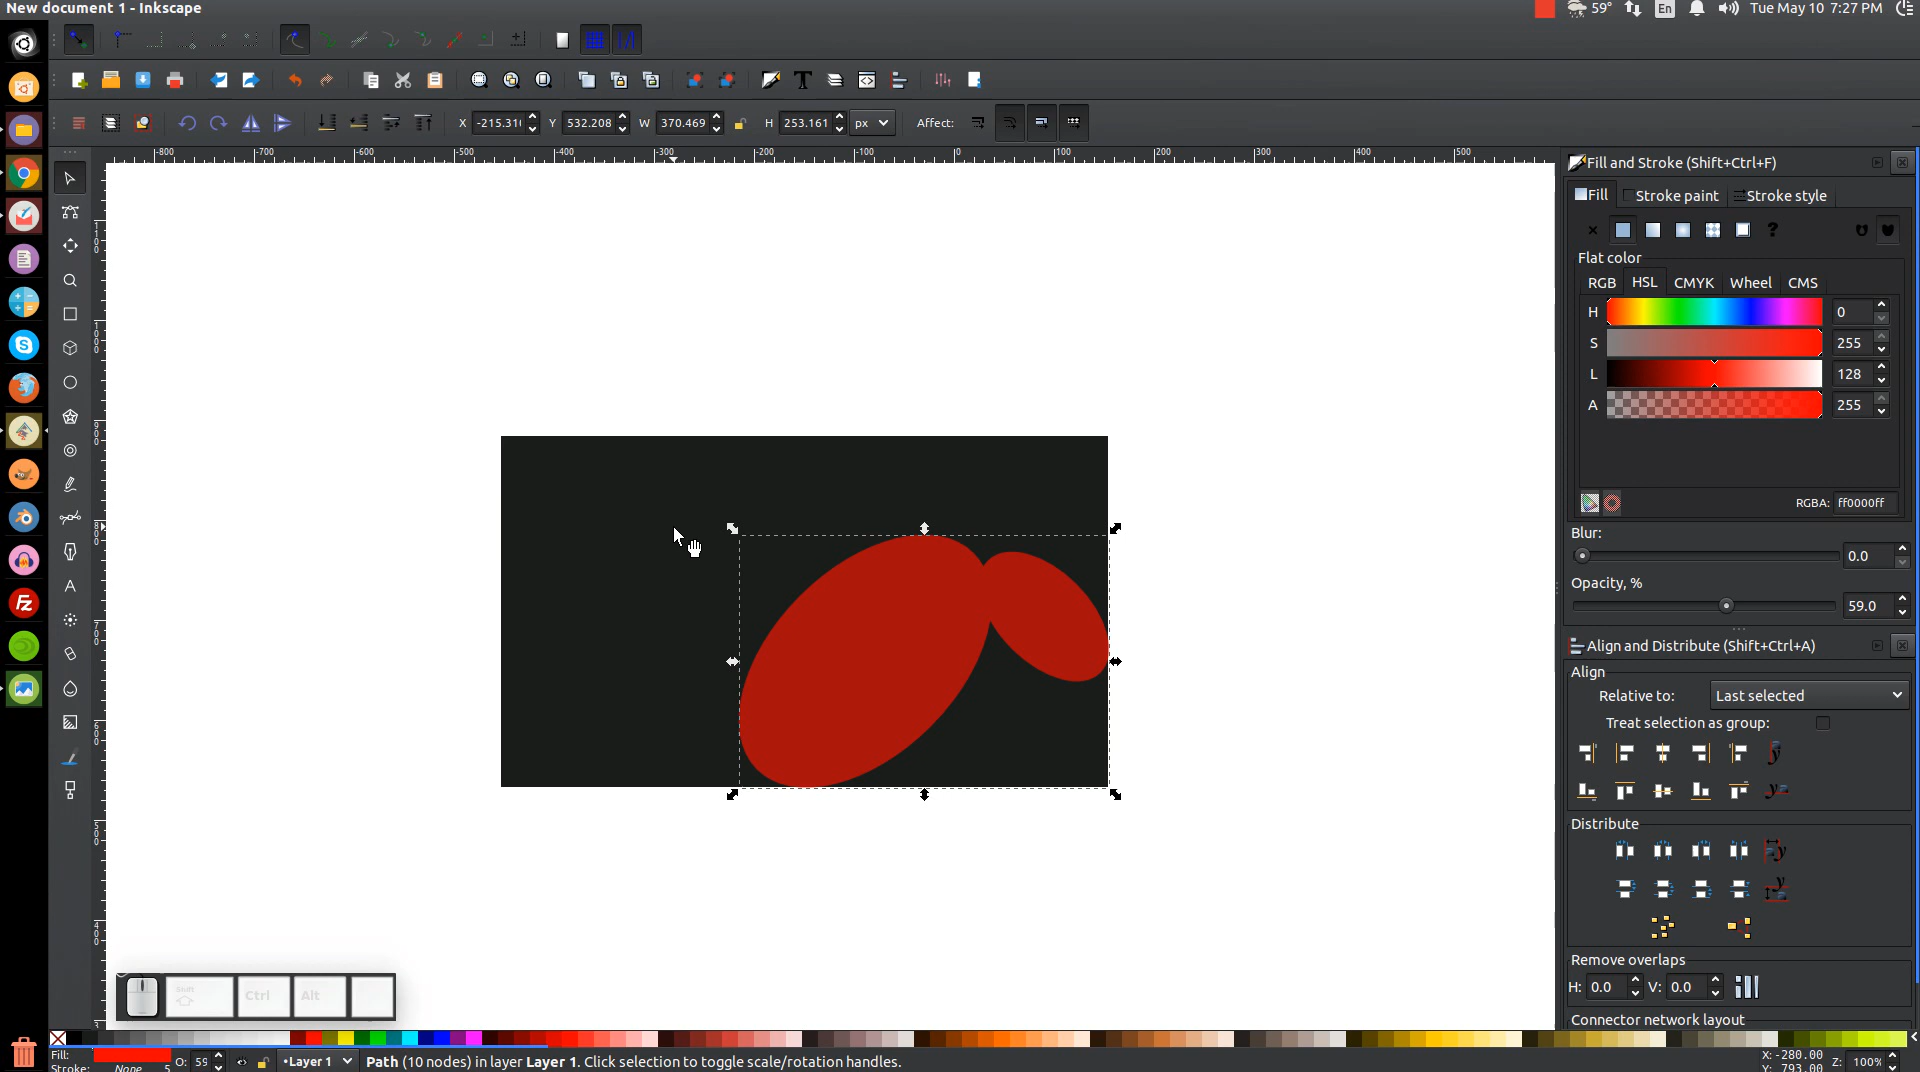 New document 1 - Inkscape
59°
En
Tue May 10 7:27 PM
X -215.31
Y 532.208
W 370.469
H 253.161
px
Affect:
-800 -700 -600 -500 -400 -300 -200 -100 0 100 200 300 400 500
Fill and Stroke (Shift+Ctrl+F)
Fill
Stroke paint
Stroke style
Flat color
RGB HSL CMYK Wheel CMS
H 0
S 255
L 128
A 255
RGBA: ff0000ff
Blur:
0.0
Opacity, %
59.0
Align and Distribute (Shift+Ctrl+A)
Align
Relative to: Last selected
Treat selection as group:
Distribute
Remove overlaps
H: 0.0 V: 0.0
Connector network layout
Shift
Ctrl
Alt
Fill:
Stroke: None 5
O: 59
•Layer 1
Path (10 nodes) in layer Layer 1. Click selection to toggle scale/rotation handles.
X: -280.00
Y: 793.00
Z: 100%